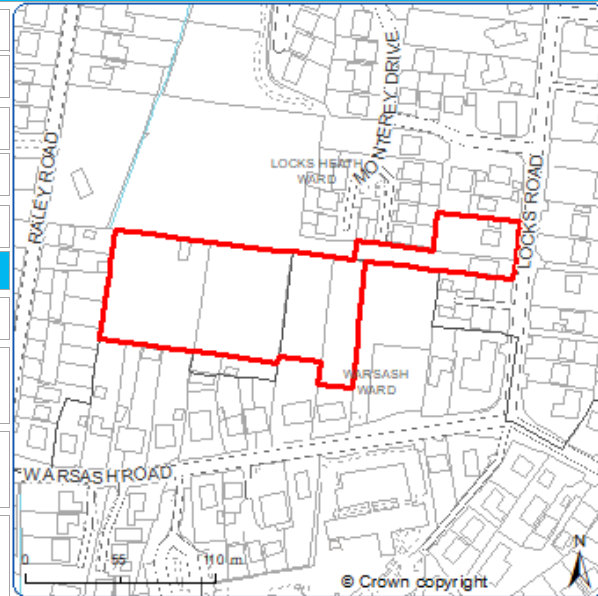 MONTEREY DRIVE
LOCKS HEATH
WARD
RALEY ROAD
LOCKS ROAD
WARSASH
WARD
WARSASH ROAD
0 55 110 m
N
© Crown copyright